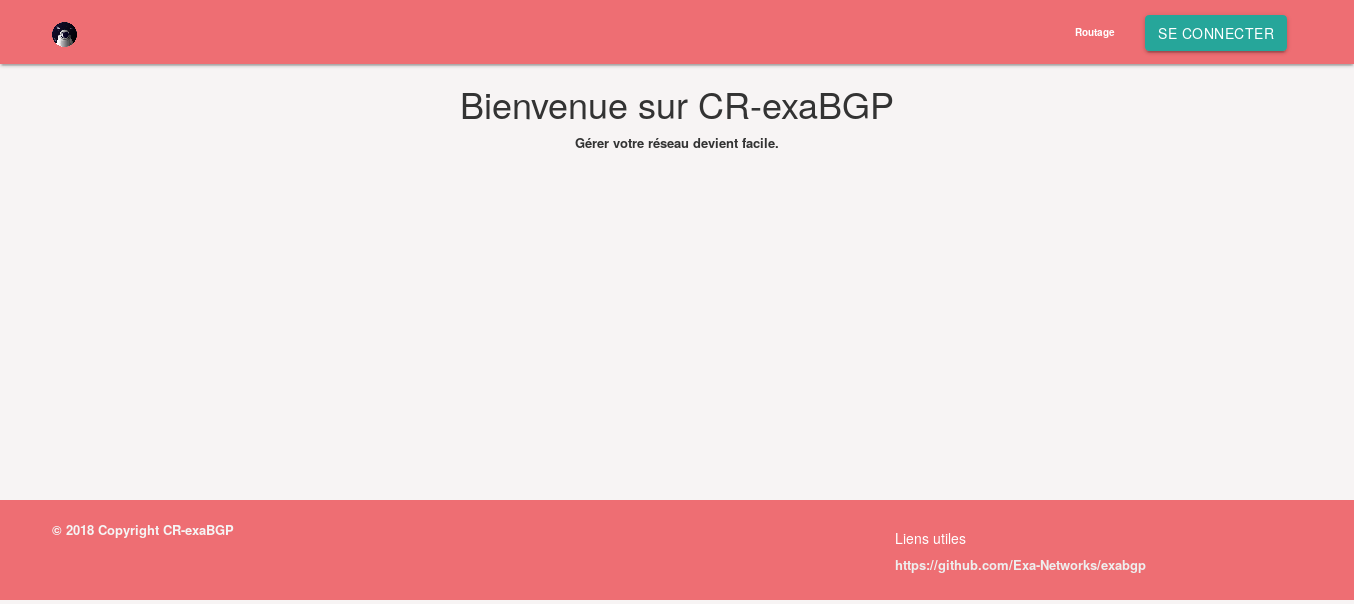 Routage
SE CONNECTER
Bienvenue sur CR-exaBGP
Gérer votre réseau devient facile.
© 2018 Copyright CR-exaBGP
Liens utiles
https://github.com/Exa-Networks/exabgp